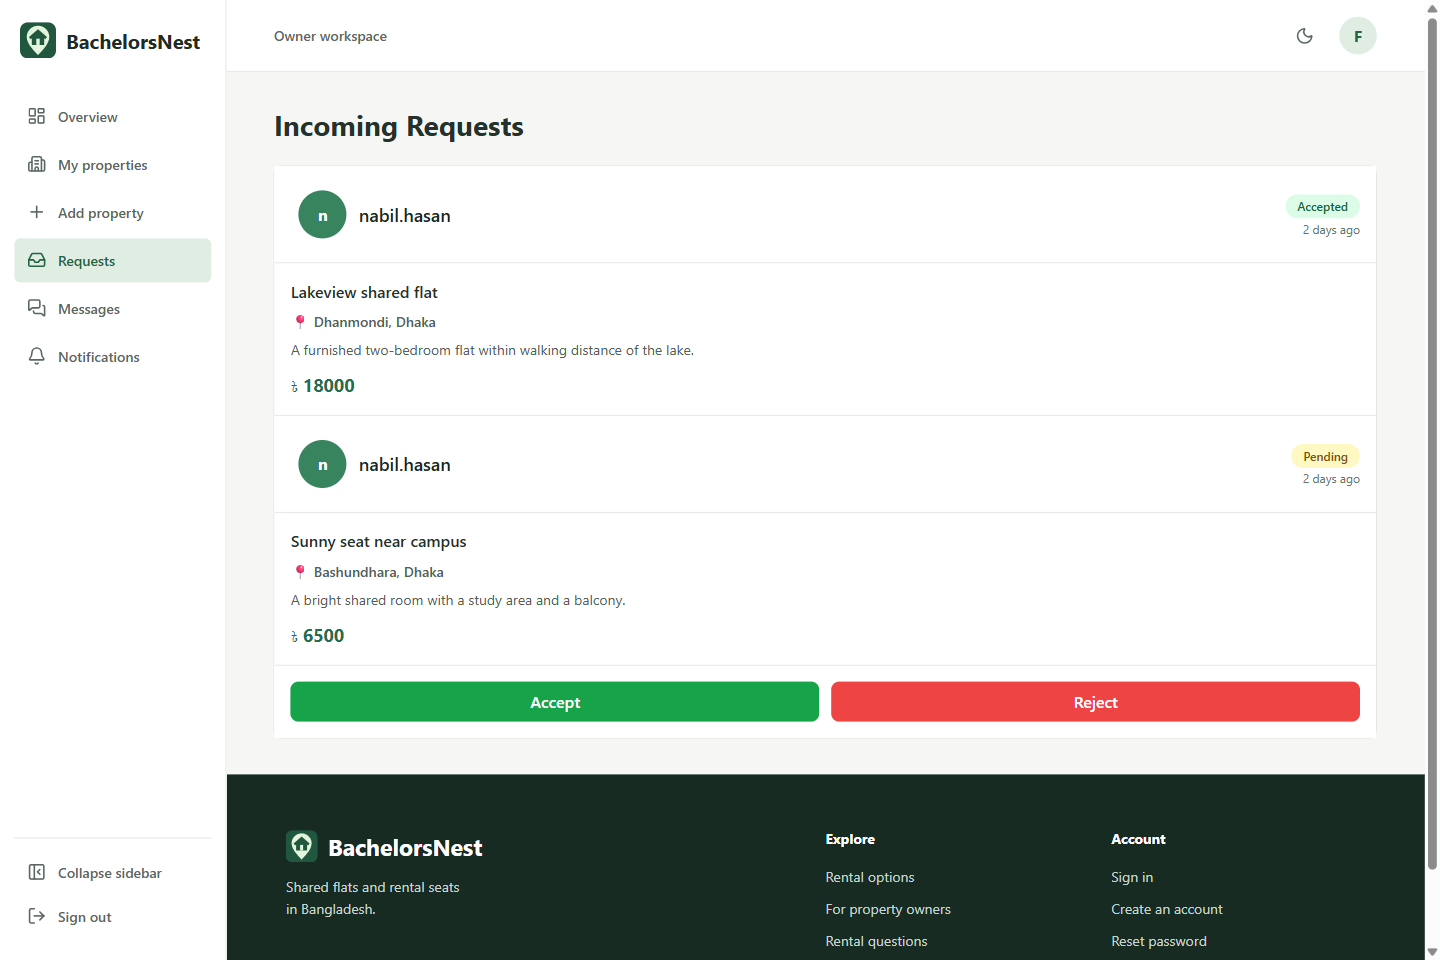 BachelorsNest
Overview
My properties
Add property
Requests
Messages
Notifications
Collapse sidebar
Sign out
Owner workspace
F
Incoming Requests
n
nabil.hasan
Accepted
2 days ago
Lakeview shared flat
📍 Dhanmondi, Dhaka
A furnished two-bedroom flat within walking distance of the lake.
৳ 18000
n
nabil.hasan
Pending
2 days ago
Sunny seat near campus
📍 Bashundhara, Dhaka
A bright shared room with a study area and a balcony.
৳ 6500
Accept
Reject
BachelorsNest
Shared flats and rental seats
in Bangladesh.
Explore
Rental options
For property owners
Rental questions
Account
Sign in
Create an account
Reset password